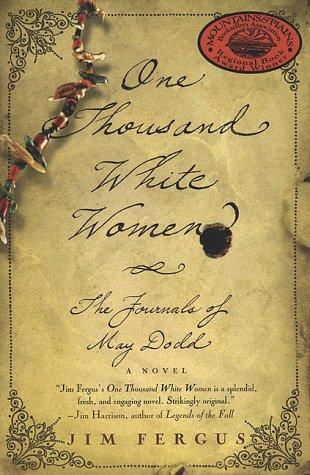 MOUNTAINS & PLAINS
Booksellers Association
Regional Book
Award Winner
One
Thousand
White
Women
The Journals of
May Dodd
A NOVEL
"Jim Fergus's One Thousand White Women is a splendid,
fresh, and engaging novel. Strikingly original."
—Jim Harrison, author of Legends of the Fall
JIM FERGUS